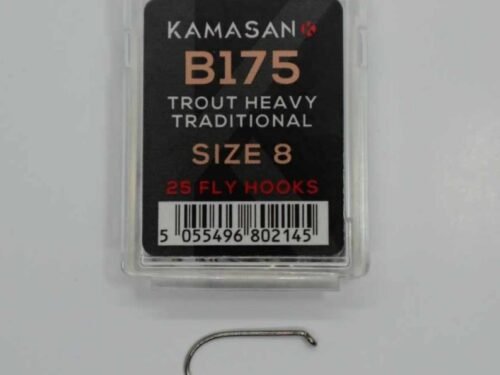 KAMASAN K
B175
TROUT HEAVY
TRADITIONAL
SIZE 8
25 FLY HOOKS
5 055496 802145